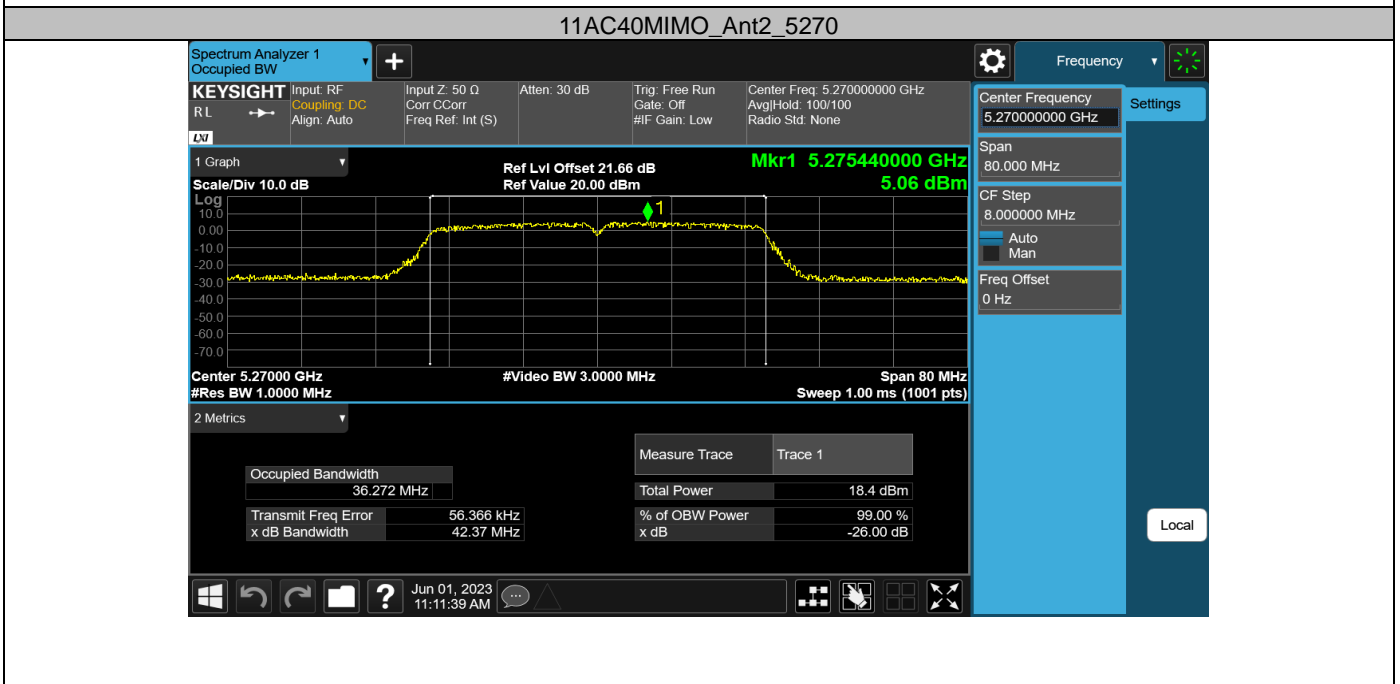 11AC40MIMO_Ant2_5270
Spectrum Analyzer 1
Occupied BW
+
Frequency
KEYSIGHT
R L
LXI
Input: RF
Coupling: DC
Align: Auto
Input Z: 50 Ω
Corr CCorr
Freq Ref: Int (S)
Atten: 30 dB
Trig: Free Run
Gate: Off
#IF Gain: Low
Center Freq: 5.270000000 GHz
Avg|Hold: 100/100
Radio Std: None
Center Frequency
5.270000000 GHz
Settings
Span
80.000 MHz
CF Step
8.000000 MHz
Auto
Man
Freq Offset
0 Hz
1 Graph
Scale/Div 10.0 dB
Ref Lvl Offset 21.66 dB
Ref Value 20.00 dBm
Mkr1 5.275440000 GHz
5.06 dBm
Log
10.0
0.00
-10.0
-20.0
-30.0
-40.0
-50.0
-60.0
-70.0
1
Center 5.27000 GHz
#Res BW 1.0000 MHz
#Video BW 3.0000 MHz
Span 80 MHz
Sweep 1.00 ms (1001 pts)
2 Metrics
Measure Trace Trace 1
Occupied Bandwidth
36.272 MHz
Total Power 18.4 dBm
Transmit Freq Error 56.366 kHz
% of OBW Power 99.00 %
x dB Bandwidth 42.37 MHz
x dB -26.00 dB
Local
?
Jun 01, 2023
11:11:39 AM